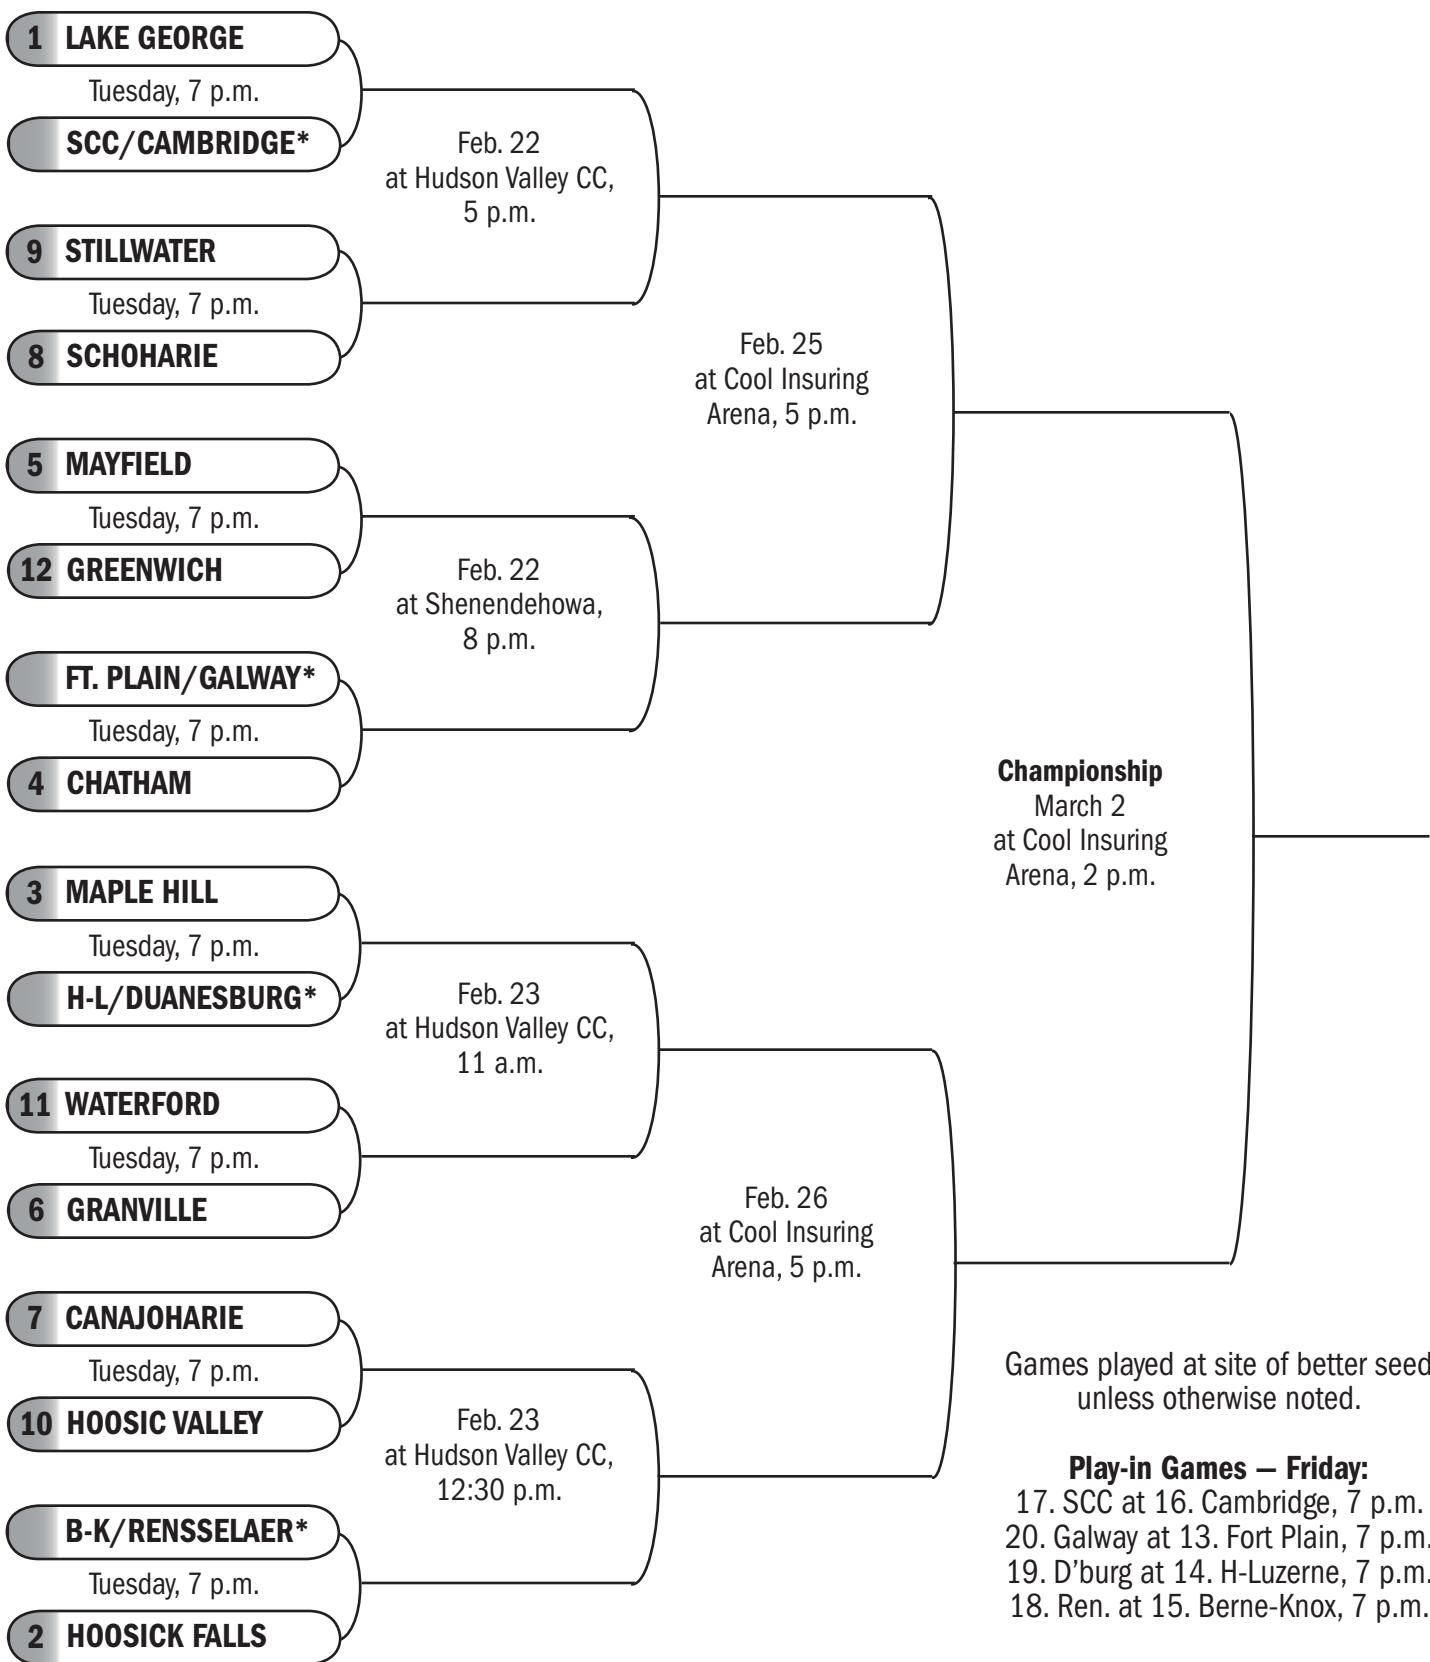 1 LAKE GEORGE
Tuesday, 7 p.m.
SCC/CAMBRIDGE*
9 STILLWATER
Tuesday, 7 p.m.
8 SCHOHARIE
5 MAYFIELD
Tuesday, 7 p.m.
12 GREENWICH
FT. PLAIN/GALWAY*
Tuesday, 7 p.m.
4 CHATHAM
3 MAPLE HILL
Tuesday, 7 p.m.
H-L/DUANESBURG*
11 WATERFORD
Tuesday, 7 p.m.
6 GRANVILLE
7 CANAJOHARIE
Tuesday, 7 p.m.
10 HOOSIC VALLEY
B-K/RENSSELAER*
Tuesday, 7 p.m.
2 HOOSICK FALLS
Feb. 22
at Hudson Valley CC,
5 p.m.
Feb. 22
at Shenendehowa,
8 p.m.
Feb. 23
at Hudson Valley CC,
11 a.m.
Feb. 23
at Hudson Valley CC,
12:30 p.m.
Feb. 25
at Cool Insuring
Arena, 5 p.m.
Feb. 26
at Cool Insuring
Arena, 5 p.m.
Championship
March 2
at Cool Insuring
Arena, 2 p.m.
Games played at site of better seed
unless otherwise noted.
Play-in Games — Friday:
17. SCC at 16. Cambridge, 7 p.m.
20. Galway at 13. Fort Plain, 7 p.m.
19. D'burg at 14. H-Luzerne, 7 p.m.
18. Ren. at 15. Berne-Knox, 7 p.m.